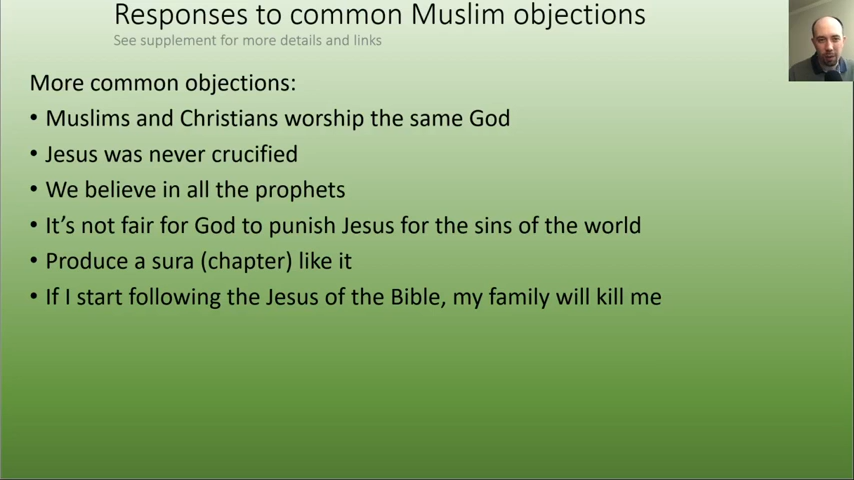 Responses to common Muslim objections
See supplement for more details and links
More common objections:
• Muslims and Christians worship the same God
• Jesus was never crucified
• We believe in all the prophets
• It’s not fair for God to punish Jesus for the sins of the world
• Produce a sura (chapter) like it
• If I start following the Jesus of the Bible, my family will kill me